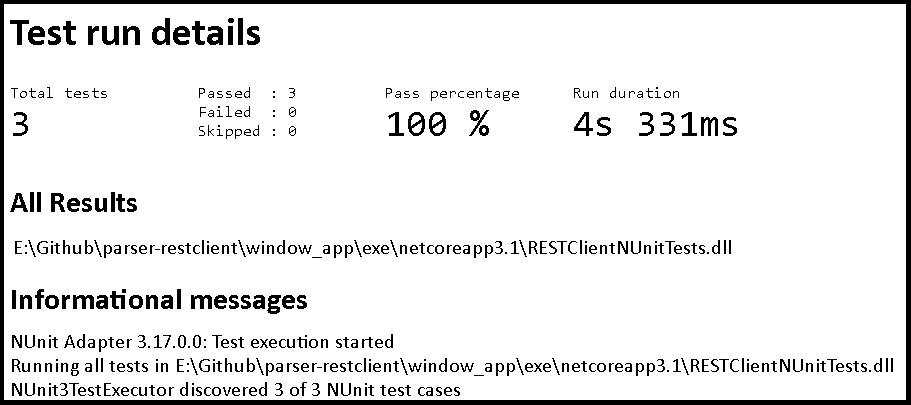 Test run details
Total tests
3
Passed : 3
Failed : 0
Skipped : 0
Pass percentage
100 %
Run duration
4s 331ms
All Results
E:\Github\parser-restclient\window_app\exe\netcoreapp3.1\RESTClientNUnitTests.dll
Informational messages
NUnit Adapter 3.17.0.0: Test execution started
Running all tests in E:\Github\parser-restclient\window_app\exe\netcoreapp3.1\RESTClientNUnitTests.dll
NUnit3TestExecutor discovered 3 of 3 NUnit test cases